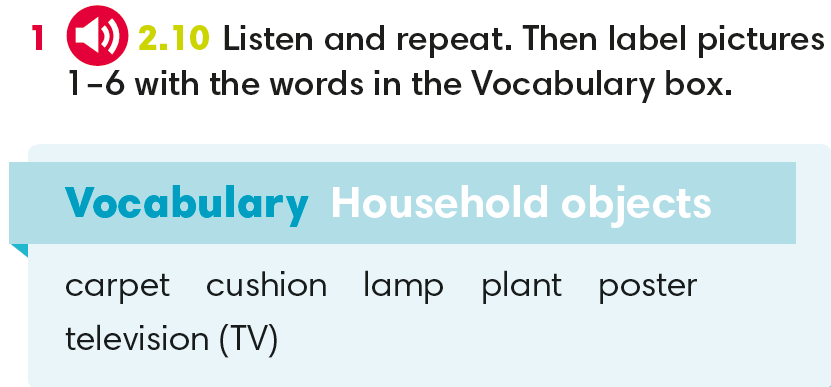 1 2.10 Listen and repeat. Then label pictures
1–6 with the words in the Vocabulary box.
Vocabulary Household objects
carpet cushion lamp plant poster
television (TV)